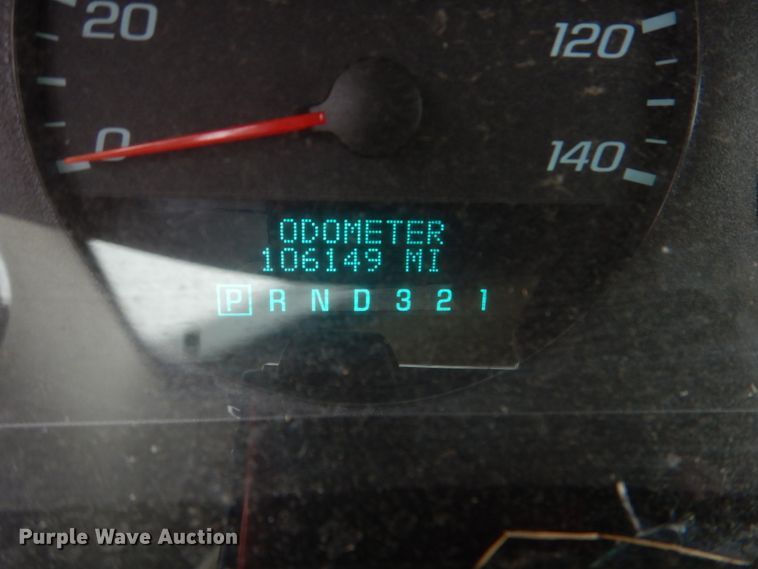 20
120
0
140
ODOMETER
106149 MI
P R N D 3 2 1
Purple Wave Auction